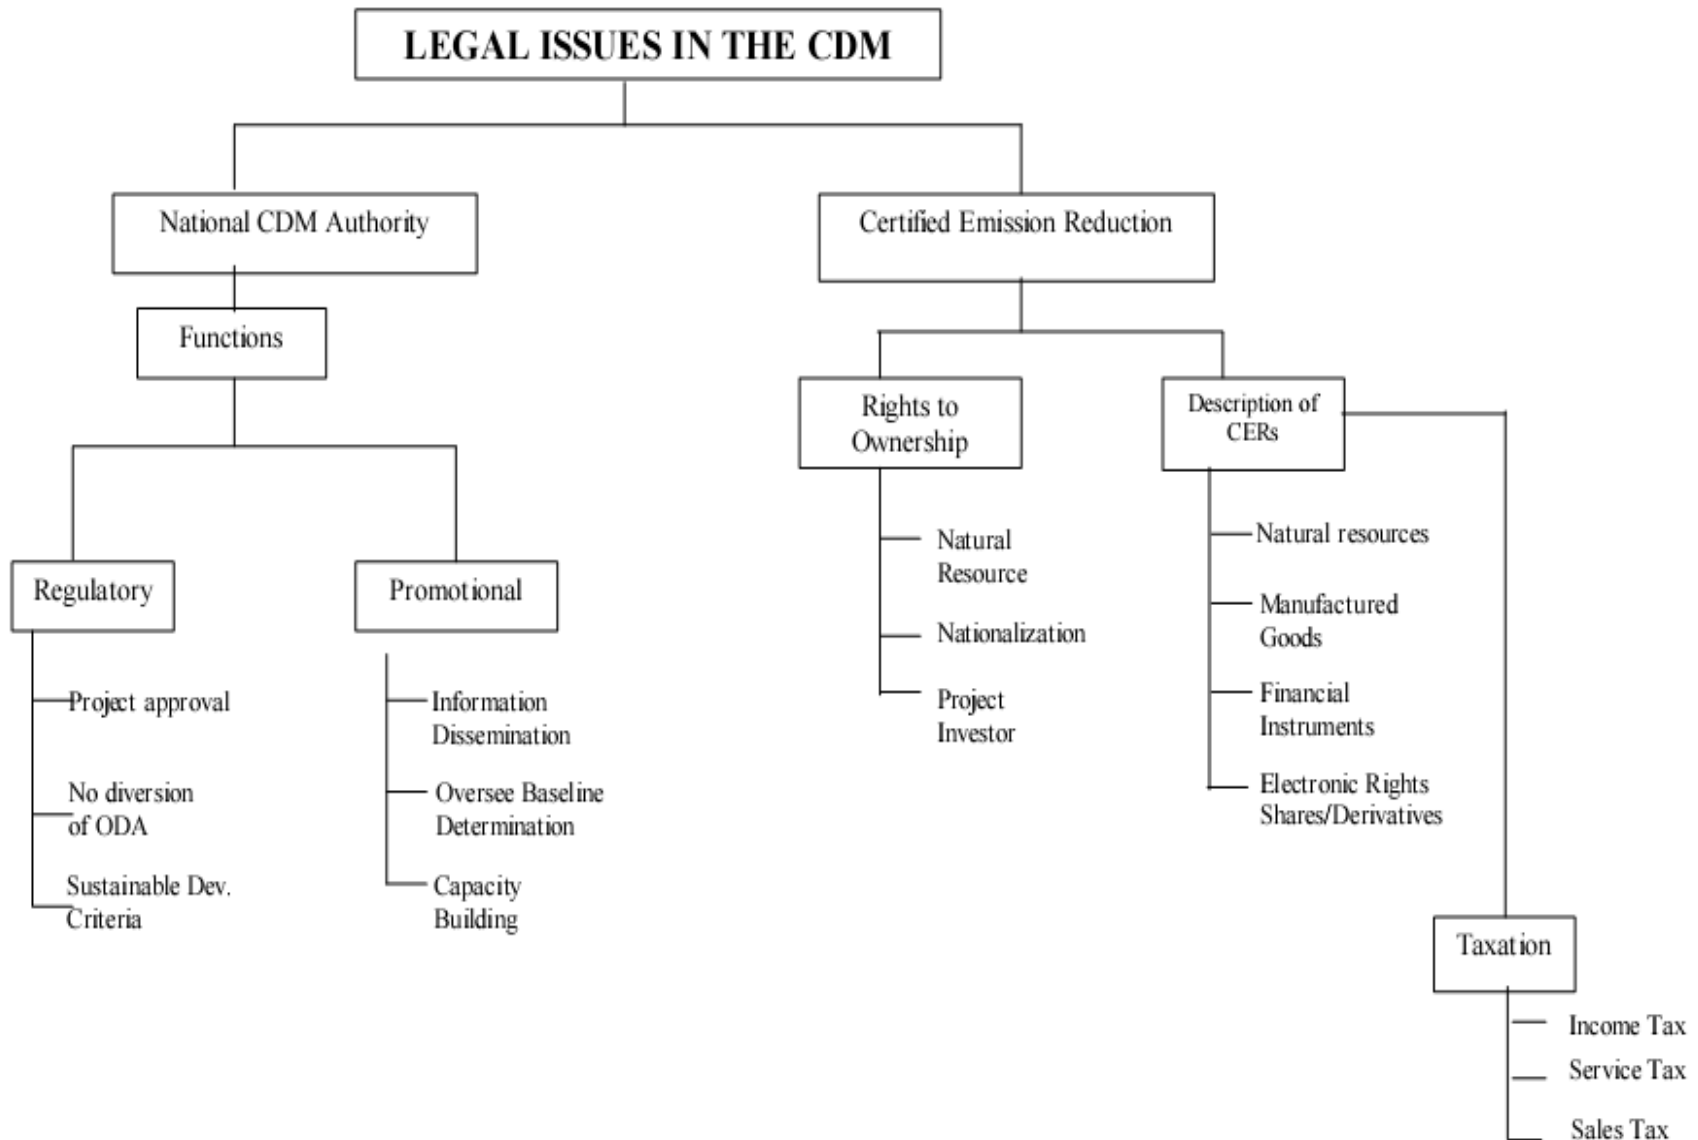 LEGAL ISSUES IN THE CDM
National CDM Authority
Certified Emission Reduction
Functions
Rights to
Ownership
Description of
CERs
Regulatory
Promotional
Natural
Resource
Nationalization
Project
Investor
Natural resources
Manufactured
Goods
Financial
Instruments
Electronic Rights
Shares/Derivatives
Project approval
No diversion
of ODA
Sustainable Dev.
Criteria
Information
Dissemination
Oversee Baseline
Determination
Capacity
Building
Taxation
Income Tax
Service Tax
Sales Tax